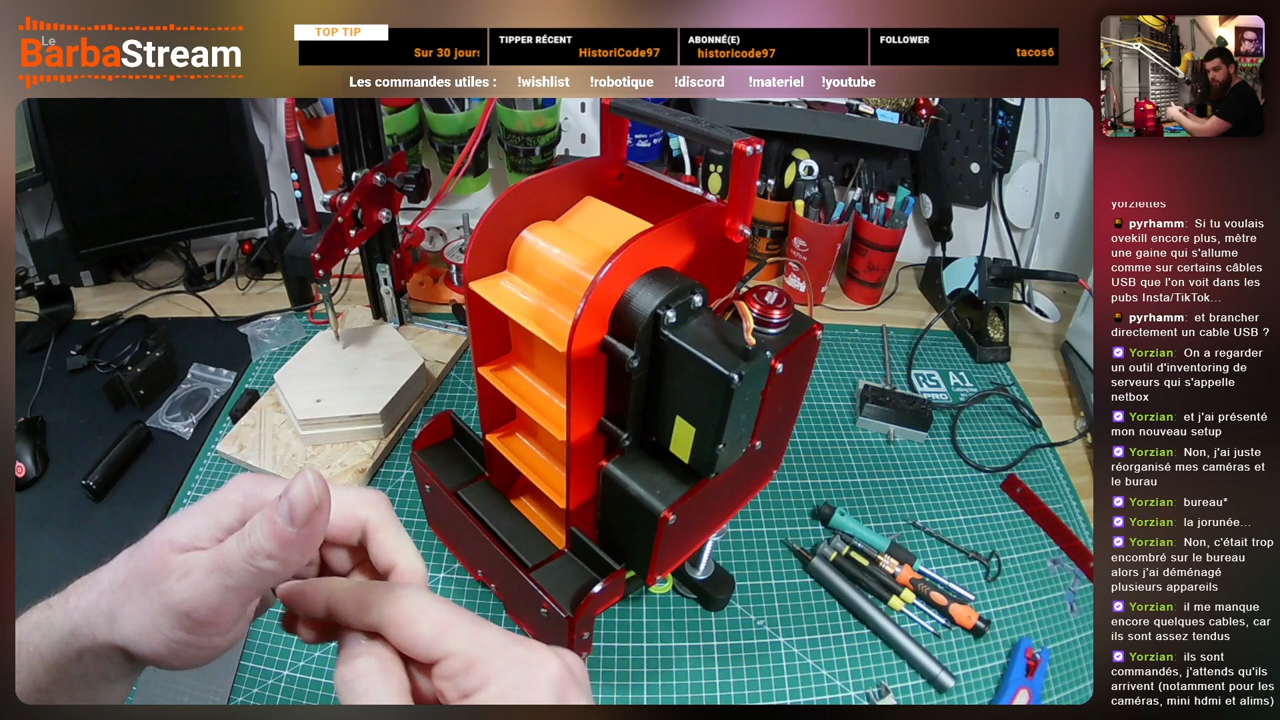 Le
BarbaStream
TOP TIP
Sur 30 jours
TIPPER RÉCENT
HistoriCode97
ABONNÉ(E)
historicode97
FOLLOWER
tacos6
Les commandes utiles : !wishlist !robotique !discord !materiel !youtube
RS PRO A1
yorziettes
pyrhamm: Si tu voulais
ovekill encore plus, mètre
une gaine qui s'allume
comme sur certains câbles
USB que l'on voit dans les
pubs Insta/TikTok...
pyrhamm: et brancher
directement un cable USB ?
Yorzian: On a regarder
un outil d'inventoring de
serveurs qui s'appelle
netbox
Yorzian: et j'ai présenté
mon nouveau setup
Yorzian: Non, j'ai juste
réorganisé mes caméras et
le burau
Yorzian: bureau*
Yorzian: la jorunée...
Yorzian: Non, c'était trop
encombré sur le bureau
alors j'ai déménagé
plusieurs appareils
Yorzian: il me manque
encore quelques cables, car
ils sont assez tendus
Yorzian: ils sont
commandés, j'attends qu'ils
arrivent (notamment pour les
caméras, mini hdmi et alims)